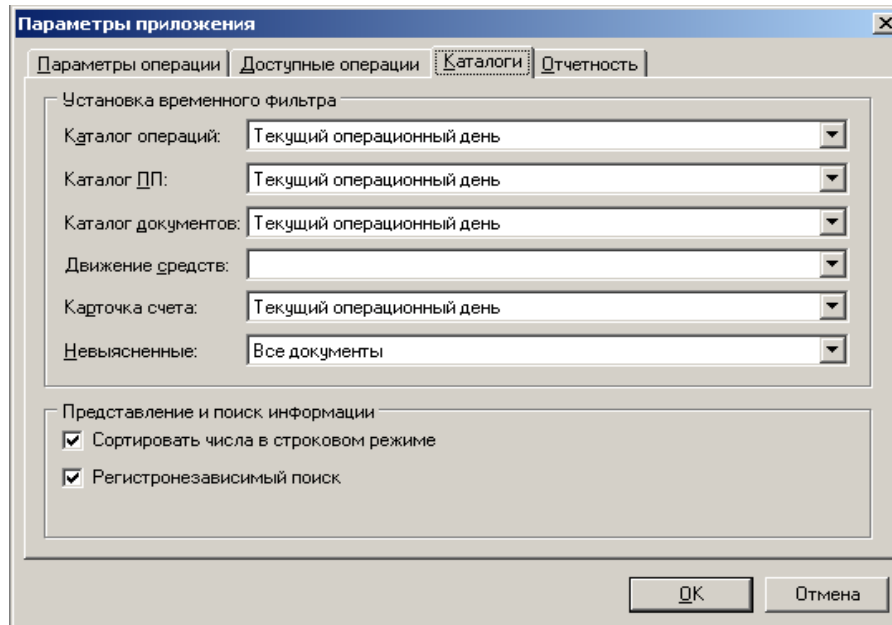 Параметры приложения
Параметры операции Доступные операции Каталоги Отчетность
Установка временного фильтра
Каталог операций: Текущий операционный день
Каталог ПП: Текущий операционный день
Каталог документов: Текущий операционный день
Движение средств:
Карточка счета: Текущий операционный день
Невыясненные: Все документы
Представление и поиск информации
Сортировать числа в строковом режиме
Регистронезависимый поиск
OK Отмена